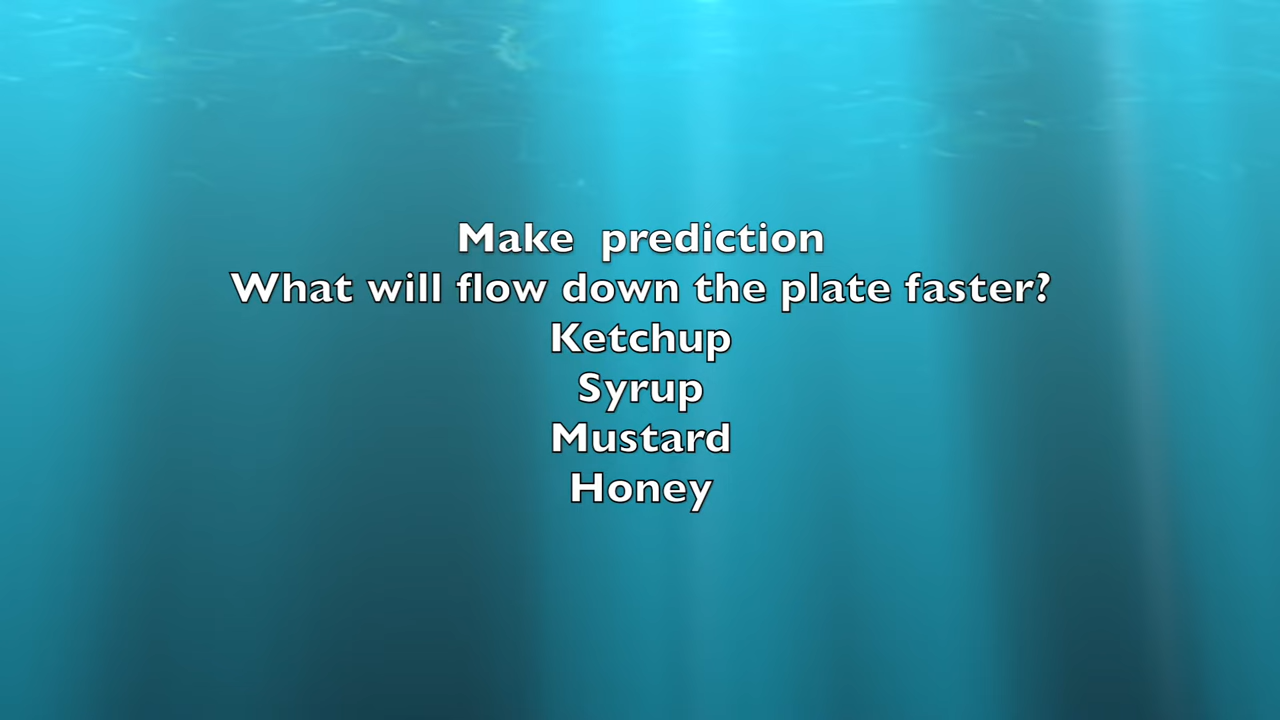 Make prediction
What will flow down the plate faster?
Ketchup
Syrup
Mustard
Honey